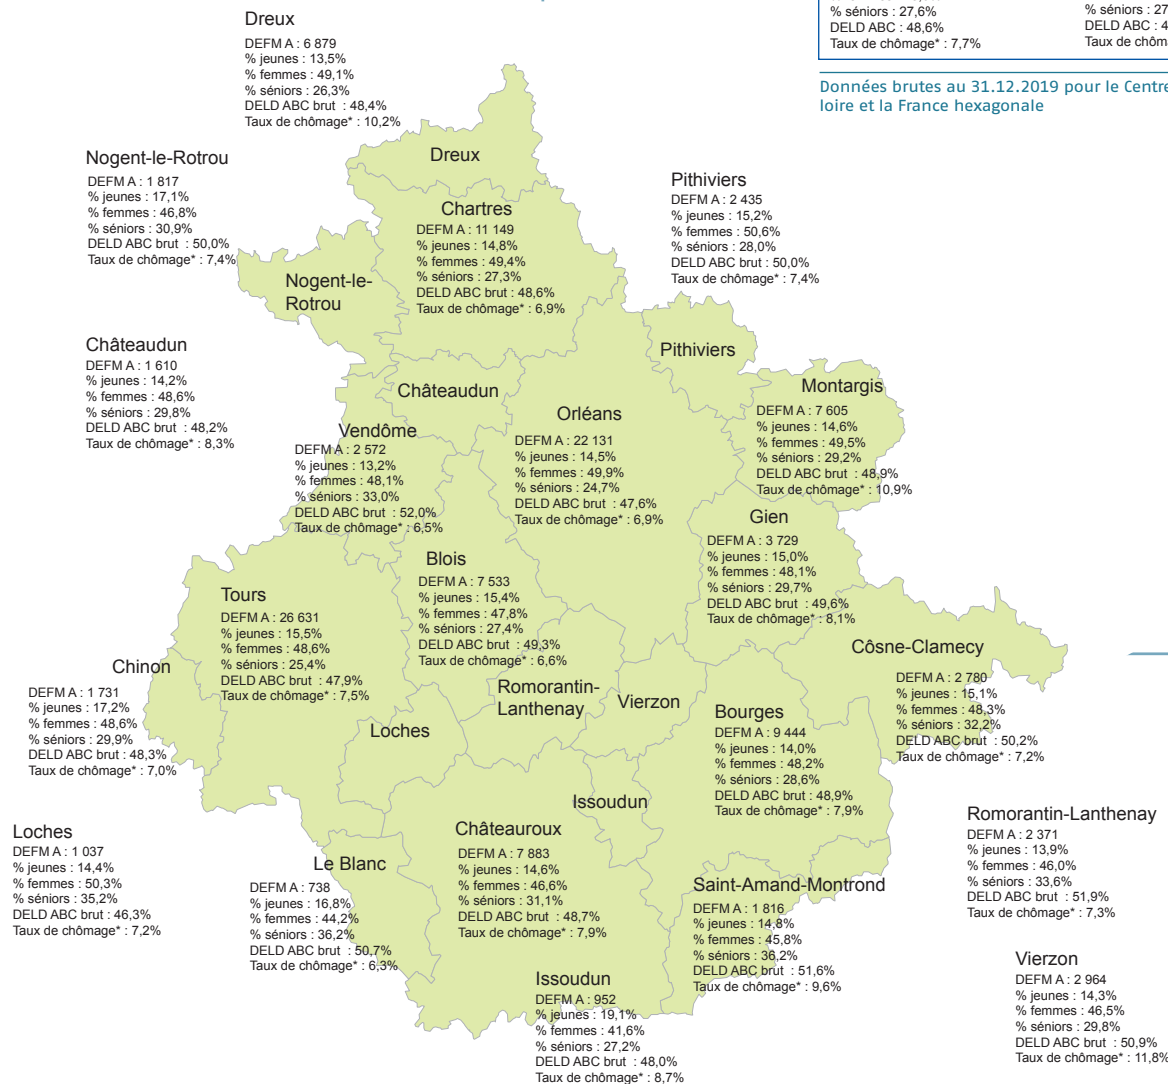 % séniors : 27,6%
DELD ABC : 48,6%
Taux de chômage* : 7,7%
% séniors : 27
DELD ABC : 4
Taux de chôm
Données brutes au 31.12.2019 pour le Centre
loire et la France hexagonale
Dreux
DEFM A : 6 879
% jeunes : 13,5%
% femmes : 49,1%
% séniors : 26,3%
DELD ABC brut : 48,4%
Taux de chômage* : 10,2%
Dreux
Nogent-le-Rotrou
DEFM A : 1 817
% jeunes : 17,1%
% femmes : 46,8%
% séniors : 30,9%
DELD ABC brut : 50,0%
Taux de chômage* : 7,4%
Nogent-le-
Rotrou
Chartres
DEFM A : 11 149
% jeunes : 14,8%
% femmes : 49,4%
% séniors : 27,3%
DELD ABC brut : 48,6%
Taux de chômage* : 6,9%
Pithiviers
DEFM A : 2 435
% jeunes : 15,2%
% femmes : 50,6%
% séniors : 28,0%
DELD ABC brut : 50,0%
Taux de chômage* : 7,4%
Pithiviers
Châteaudun
DEFM A : 1 610
% jeunes : 14,2%
% femmes : 48,6%
% séniors : 29,8%
DELD ABC brut : 48,2%
Taux de chômage* : 8,3%
Châteaudun
Vendôme
DEFM A : 2 572
% jeunes : 13,2%
% femmes : 48,1%
% séniors : 33,0%
DELD ABC brut : 52,0%
Taux de chômage* : 6,5%
Orléans
DEFM A : 22 131
% jeunes : 14,5%
% femmes : 49,9%
% séniors : 24,7%
DELD ABC brut : 47,6%
Taux de chômage* : 6,9%
Montargis
DEFM A : 7 605
% jeunes : 14,6%
% femmes : 49,5%
% séniors : 29,2%
DELD ABC brut : 48,9%
Taux de chômage* : 10,9%
Gien
DEFM A : 3 729
% jeunes : 15,0%
% femmes : 48,1%
% séniors : 29,7%
DELD ABC brut : 49,6%
Taux de chômage* : 8,1%
Blois
DEFM A : 7 533
% jeunes : 15,4%
% femmes : 47,8%
% séniors : 27,4%
DELD ABC brut : 49,3%
Taux de chômage* : 6,6%
Tours
DEFM A : 26 631
% jeunes : 15,5%
% femmes : 48,6%
% séniors : 25,4%
DELD ABC brut : 47,9%
Taux de chômage* : 7,5%
Chinon
DEFM A : 1 731
% jeunes : 17,2%
% femmes : 48,6%
% séniors : 29,9%
DELD ABC brut : 48,3%
Taux de chômage* : 7,0%
Romorantin-
Lanthenay
Vierzon
Loches
Issoudun
Côsne-Clamecy
DEFM A : 2 780
% jeunes : 15,1%
% femmes : 48,3%
% séniors : 32,2%
DELD ABC brut : 50,2%
Taux de chômage* : 7,2%
Bourges
DEFM A : 9 444
% jeunes : 14,0%
% femmes : 48,2%
% séniors : 28,6%
DELD ABC brut : 48,9%
Taux de chômage* : 7,9%
Loches
DEFM A : 1 037
% jeunes : 14,4%
% femmes : 50,3%
% séniors : 35,2%
DELD ABC brut : 46,3%
Taux de chômage* : 7,2%
Le Blanc
DEFM A : 738
% jeunes : 16,8%
% femmes : 44,2%
% séniors : 36,2%
DELD ABC brut : 50,7%
Taux de chômage* : 6,3%
Châteauroux
DEFM A : 7 883
% jeunes : 14,6%
% femmes : 46,6%
% séniors : 31,1%
DELD ABC brut : 48,7%
Taux de chômage* : 7,9%
Saint-Amand-Montrond
DEFM A : 1 816
% jeunes : 14,8%
% femmes : 45,8%
% séniors : 36,2%
DELD ABC brut : 51,6%
Taux de chômage* : 9,6%
Romorantin-Lanthenay
DEFM A : 2 371
% jeunes : 13,9%
% femmes : 46,0%
% séniors : 33,6%
DELD ABC brut : 51,9%
Taux de chômage* : 7,3%
Issoudun
DEFM A : 952
% jeunes : 19,1%
% femmes : 41,6%
% séniors : 27,2%
DELD ABC brut : 48,0%
Taux de chômage* : 8,7%
Vierzon
DEFM A : 2 964
% jeunes : 14,3%
% femmes : 46,5%
% séniors : 29,8%
DELD ABC brut : 50,9%
Taux de chômage* : 11,8%